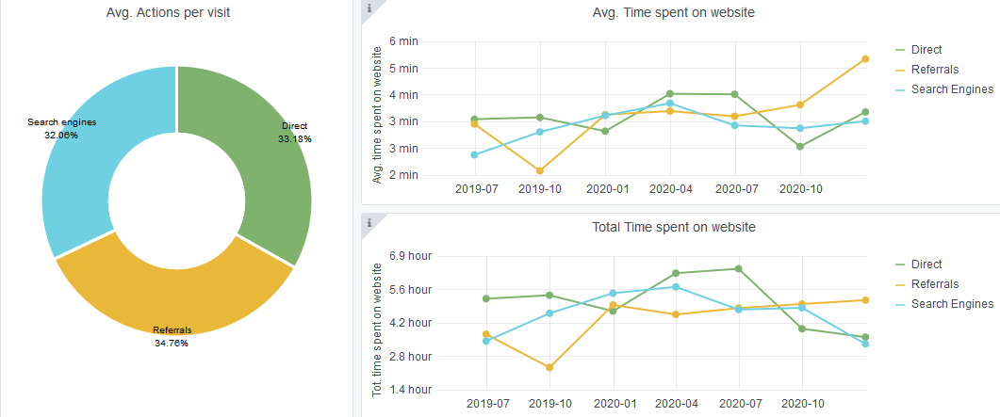 Avg. Actions per visit
Search engines
32.06%
Direct
33.18%
Referrals
34.76%
i
Avg. Time spent on website
Avg. time spent on website
6 min
5 min
4 min
3 min
3 min
2 min
2019-07 2019-10 2020-01 2020-04 2020-07 2020-10
Direct
Referrals
Search Engines
i
Total Time spent on website
Tot. time spent on website
6.9 hour
5.6 hour
4.2 hour
2.8 hour
1.4 hour
2019-07 2019-10 2020-01 2020-04 2020-07 2020-10
Direct
Referrals
Search Engines